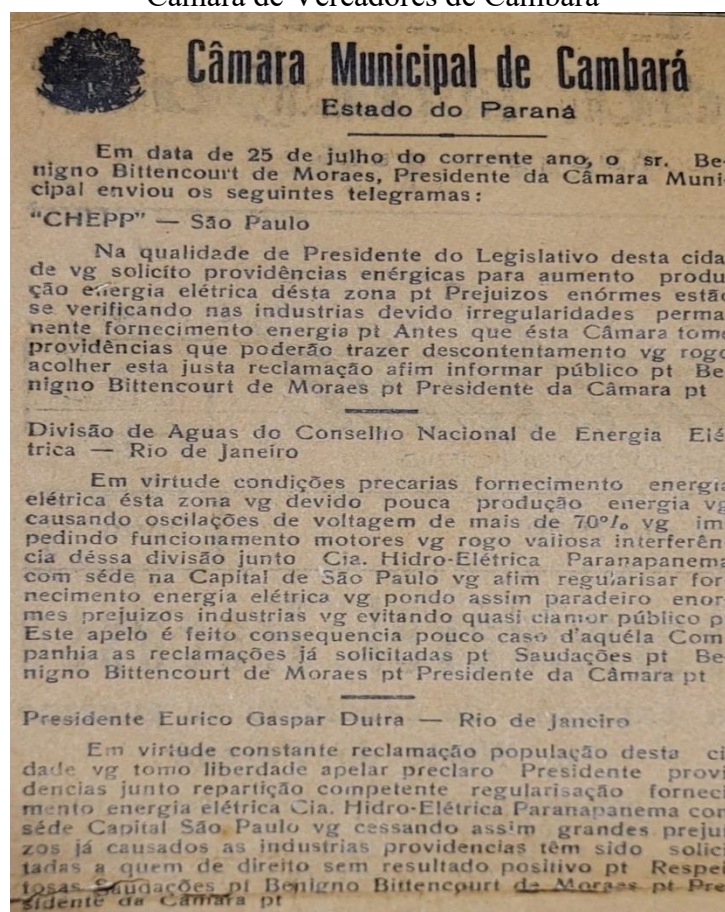 Câmara de Vereadores de Cambará
Câmara Municipal de Cambará
Estado do Paraná
Em data de 25 de julho do corrente ano, o sr. Be-
nigno Bittencourt de Moraes, Presidente da Câmara Muni-
cipal enviou os seguintes telegramas:
“CHEPP” — São Paulo
Na qualidade de Presidente do Legislativo desta cida-
de vg solicito providências enérgicas para aumento produ-
ção energia elétrica désta zona pt Prejuizos enórmes estão
se verificando nas industrias devido irregularidades perma-
nente fornecimento energia pt Antes que ésta Câmara tome
providências que poderão trazer descontentamento vg rogo
acolher esta justa reclamação afim informar público pt Be-
nigno Bittencourt de Moraes pt Presidente da Câmara pt
Divisão de Aguas do Conselho Nacional de Energia Elé-
trica — Rio de Janeiro
Em virtude condições precarias fornecimento energia
elétrica ésta zona vg devido pouca produção energia vg
causando oscilações de voltagem de mais de 70% vg im-
pedindo funcionamento motores vg rogo valiosa interferên-
cia déssa divisão junto Cia. Hidro-Elétrica Paranapanema
com séde na Capital de São Paulo vg afim regularisar for-
necimento energia elétrica vg pondo assim paradeiro enor-
mes prejuizos industrias vg evitando quasi clamor público p
Este apelo é feito consequencia pouco caso d'aquéla Com-
panhia as reclamações já solicitadas pt Saudações pt Be-
nigno Bittencourt de Moraes pt Presidente da Câmara pt
Presidente Eurico Gaspar Dutra — Rio de Janeiro
Em virtude constante reclamação população desta ci-
dade vg tomo liberdade apelar preclaro Presidente provi-
dencias junto repartição competente regularisação forneci-
mento energia elétrica Cia. Hidro-Elétrica Paranapanema com
séde Capital São Paulo vg cessando assim grandes prejui-
zos já causados as industrias providencias têm sido solici-
tadas a quem de direito sem resultado positivo pt Respei-
tosas Saudações pt Benigno Bittencourt de Moraes pt Pre-
sidente da Câmara pt